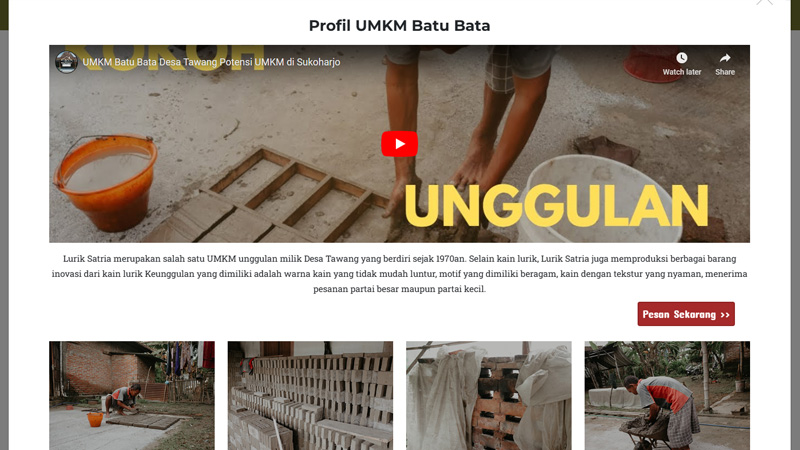 Profil UMKM Batu Bata
KOKOH
UMKM Batu Bata Desa Tawang Potensi UMKM di Sukoharjo
Watch later
Share
UNGGULAN
Lurik Satria merupakan salah satu UMKM unggulan milik Desa Tawang yang berdiri sejak 1970an. Selain kain lurik, Lurik Satria juga memproduksi berbagai barang
inovasi dari kain lurik Keunggulan yang dimiliki adalah warna kain yang tidak mudah luntur, motif yang dimiliki beragam, kain dengan tekstur yang nyaman, menerima
pesanan partai besar maupun partai kecil.
Pesan Sekarang >>